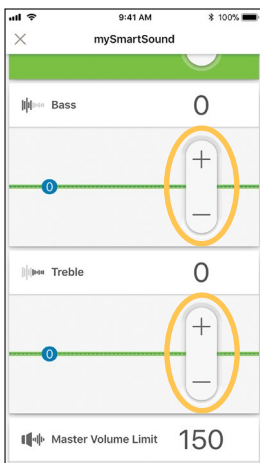 9:41 AM 100%
mySmartSound
Bass 0
+
0
—
Treble 0
+
0
—
Master Volume Limit 150